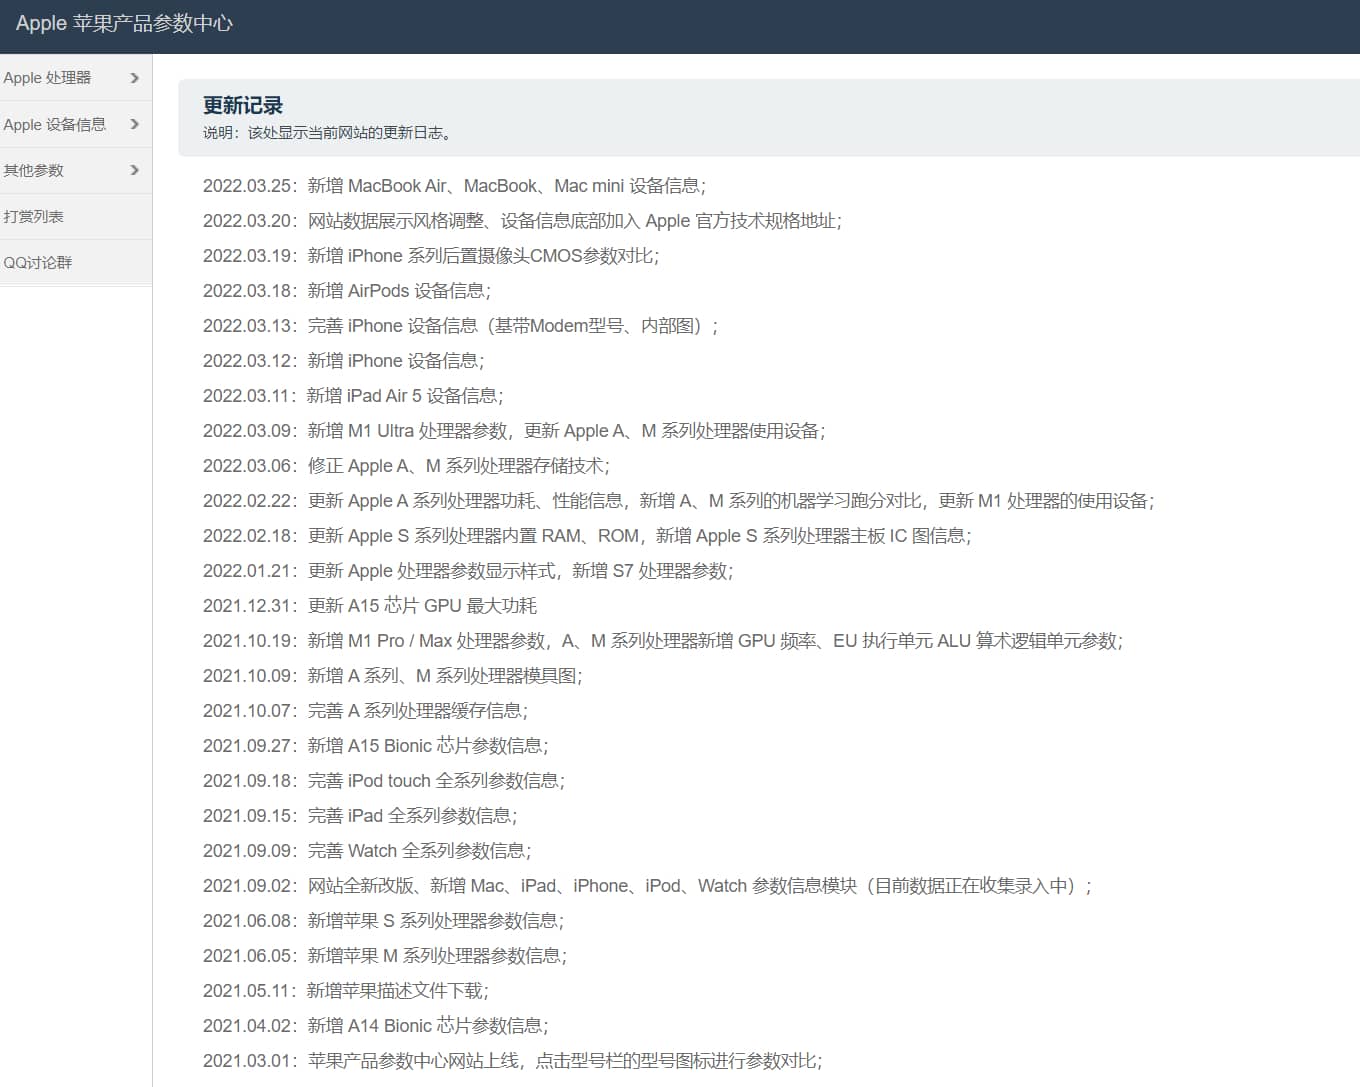 Apple 苹果产品参数中心
Apple 处理器
Apple 设备信息
其他参数
打赏列表
QQ讨论群
更新记录
说明：该处显示当前网站的更新日志。
2022.03.25：新增 MacBook Air、MacBook、Mac mini 设备信息；
2022.03.20：网站数据展示风格调整、设备信息底部加入 Apple 官方技术规格地址；
2022.03.19：新增 iPhone 系列后置摄像头CMOS参数对比；
2022.03.18：新增 AirPods 设备信息；
2022.03.13：完善 iPhone 设备信息（基带Modem型号、内部图）；
2022.03.12：新增 iPhone 设备信息；
2022.03.11：新增 iPad Air 5 设备信息；
2022.03.09：新增 M1 Ultra 处理器参数，更新 Apple A、M 系列处理器使用设备；
2022.03.06：修正 Apple A、M 系列处理器存储技术；
2022.02.22：更新 Apple A 系列处理器功耗、性能信息，新增 A、M 系列的机器学习跑分对比，更新 M1 处理器的使用设备；
2022.02.18：更新 Apple S 系列处理器内置 RAM、ROM，新增 Apple S 系列处理器主板 IC 图信息；
2022.01.21：更新 Apple 处理器参数显示样式，新增 S7 处理器参数；
2021.12.31：更新 A15 芯片 GPU 最大功耗
2021.10.19：新增 M1 Pro / Max 处理器参数，A、M 系列处理器新增 GPU 频率、EU 执行单元 ALU 算术逻辑单元参数；
2021.10.09：新增 A 系列、M 系列处理器模具图；
2021.10.07：完善 A 系列处理器缓存信息；
2021.09.27：新增 A15 Bionic 芯片参数信息；
2021.09.18：完善 iPod touch 全系列参数信息；
2021.09.15：完善 iPad 全系列参数信息；
2021.09.09：完善 Watch 全系列参数信息；
2021.09.02：网站全新改版、新增 Mac、iPad、iPhone、iPod、Watch 参数信息模块（目前数据正在收集录入中）；
2021.06.08：新增苹果 S 系列处理器参数信息；
2021.06.05：新增苹果 M 系列处理器参数信息；
2021.05.11：新增苹果描述文件下载；
2021.04.02：新增 A14 Bionic 芯片参数信息；
2021.03.01：苹果产品参数中心网站上线，点击型号栏的型号图标进行参数对比；